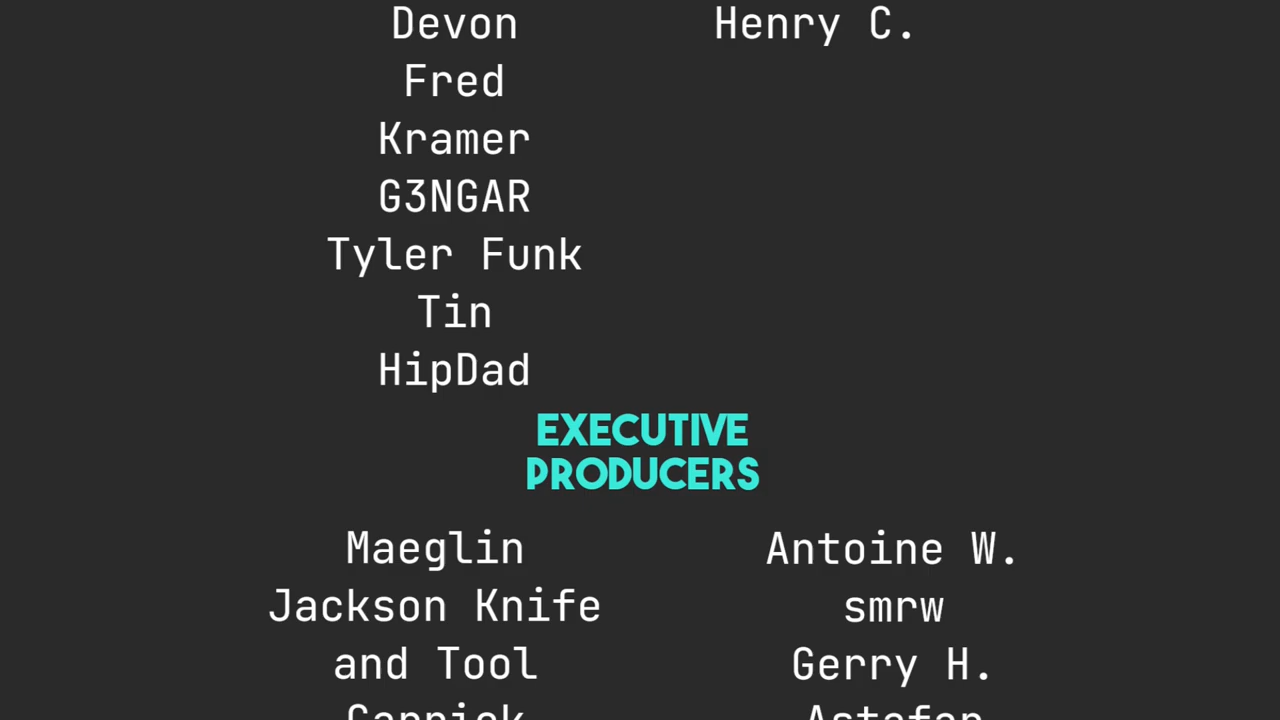 Devon
Henry C.
Fred
Kramer
G3NGAR
Tyler Funk
Tin
HipDad
EXECUTIVE
PRODUCERS
Maeglin
Antoine W.
Jackson Knife
smrw
and Tool
Gerry H.